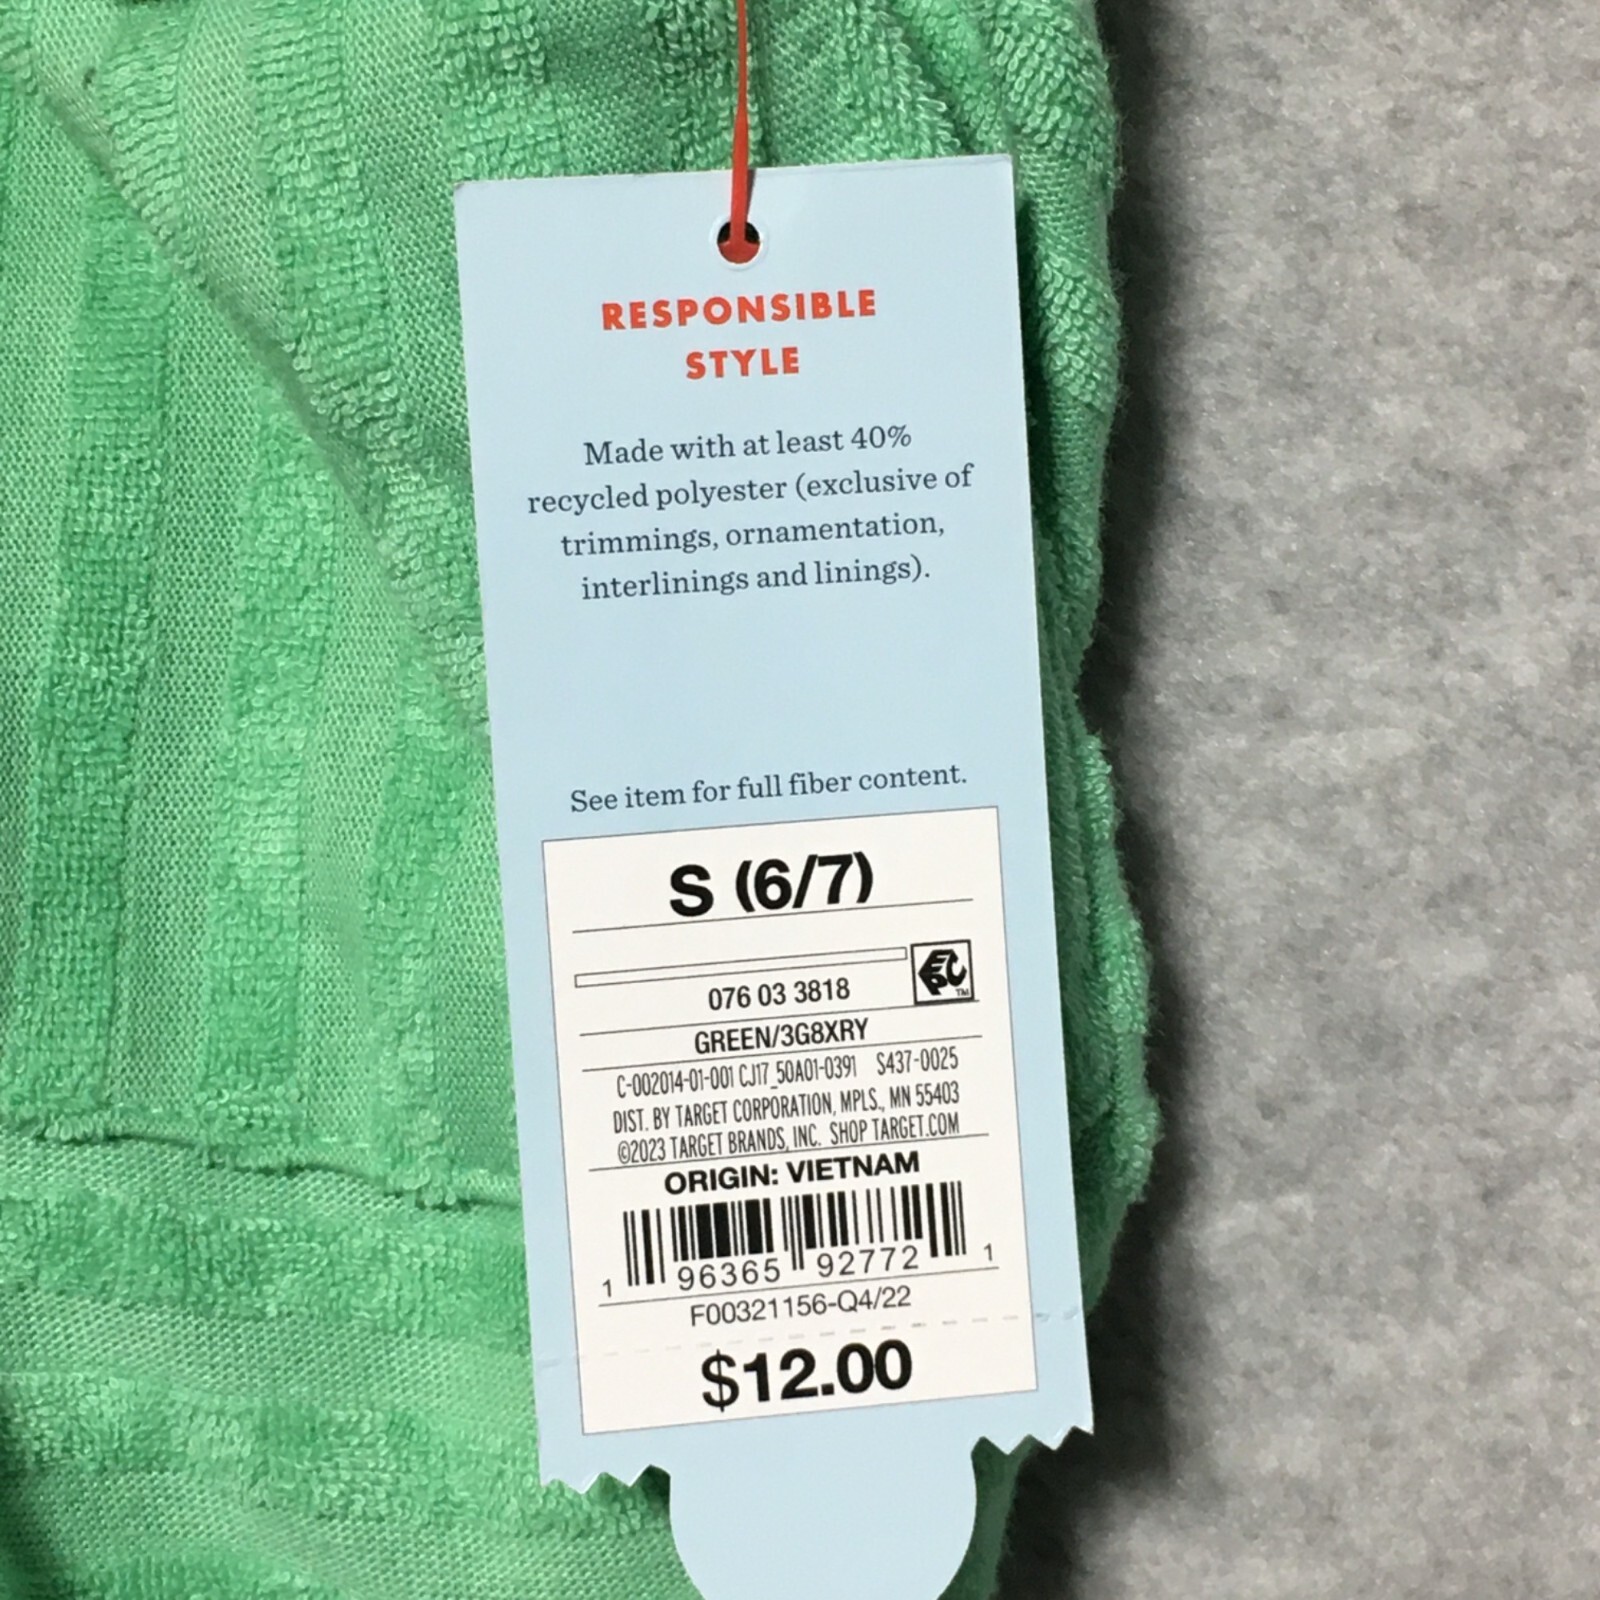 RESPONSIBLE
STYLE
Made with at least 40%
recycled polyester (exclusive of
trimmings, ornamentation,
interlinings and linings).
See item for full fiber content.
S (6/7)
076 03 3818
EPC™
GREEN/3G8XRY
C-002014-01-001 CJ17_50A01-0391 S437-0025
DIST. BY TARGET CORPORATION, MPLS., MN 55403
©2023 TARGET BRANDS, INC. SHOP TARGET.COM
ORIGIN: VIETNAM
1 96365 92772 1
F00321156-Q4/22
$12.00